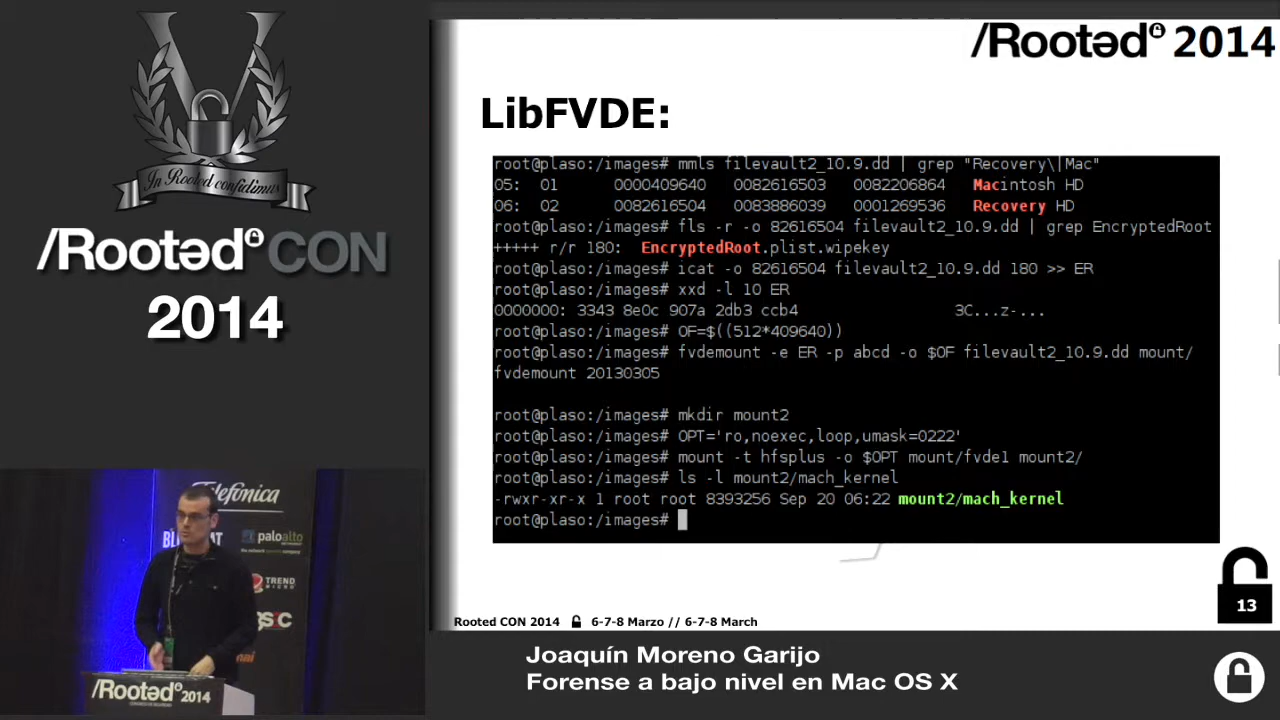 In Rooted confidimus
/Rootəd CON
2014
/Rootəd 2014
LibFVDE:
root@plaso:/images# mmls filevault2_10.9.dd | grep "Recovery\|Mac"
05: 01 0000409640 0082616503 0082206864 Macintosh HD
06: 02 0082616504 0083886039 0001269536 Recovery HD
root@plaso:/images# fls -r -o 82616504 filevault2_10.9.dd | grep EncryptedRoot
+++++ r/r 180: EncryptedRoot.plist.wipekey
root@plaso:/images# icat -o 82616504 filevault2_10.9.dd 180 >> ER
root@plaso:/images# xxd -l 10 ER
0000000: 3343 8e0c 907a 2db3 ccb4 3C...z-...
root@plaso:/images# OF=$((512*409640))
root@plaso:/images# fvdemount -e ER -p abcd -o $OF filevault2_10.9.dd mount/
fvdemount 20130305
root@plaso:/images# mkdir mount2
root@plaso:/images# OPT='ro,noexec,loop,umask=0222'
root@plaso:/images# mount -t hfsplus -o $OPT mount/fvde1 mount2/
root@plaso:/images# ls -l mount2/mach_kernel
-rwxr-xr-x 1 root root 8393256 Sep 20 06:22 mount2/mach_kernel
root@plaso:/images#
Telefónica
paloalto
TREND
/Rootəd 2014
13
Rooted CON 2014 6-7-8 Marzo // 6-7-8 March
Joaquín Moreno Garijo
Forense a bajo nivel en Mac OS X